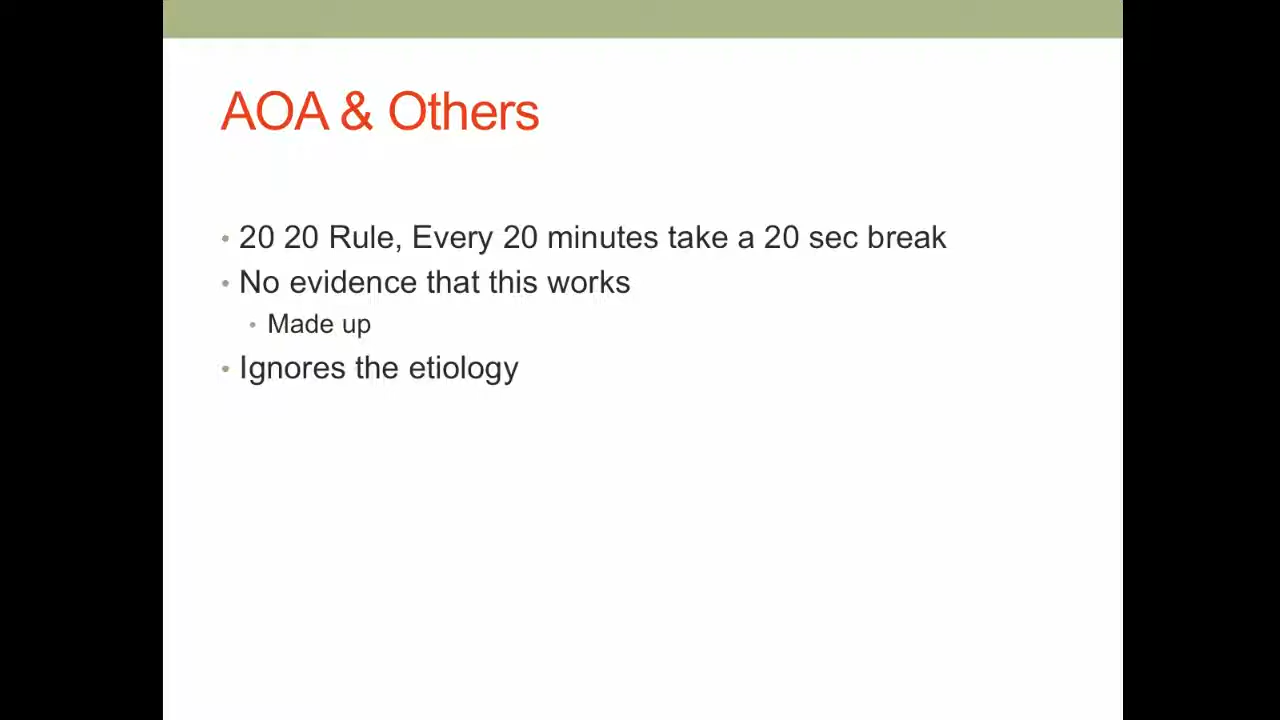 AOA & Others
• 20 20 Rule, Every 20 minutes take a 20 sec break
• No evidence that this works
• Made up
• Ignores the etiology